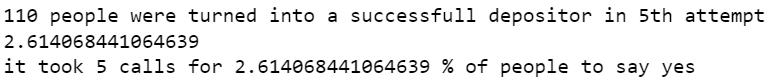 110 people were turned into a successfull depositor in 5th attempt
2.614068441064639
it took 5 calls for 2.614068441064639 % of people to say yes